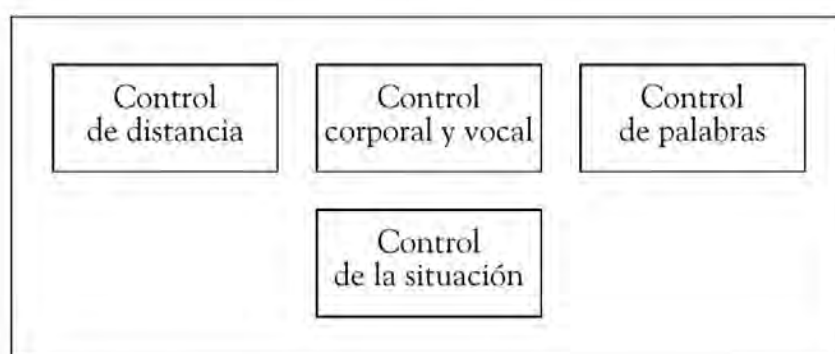 Control
de distancia
Control
corporal y vocal
Control
de palabras
Control
de la situación